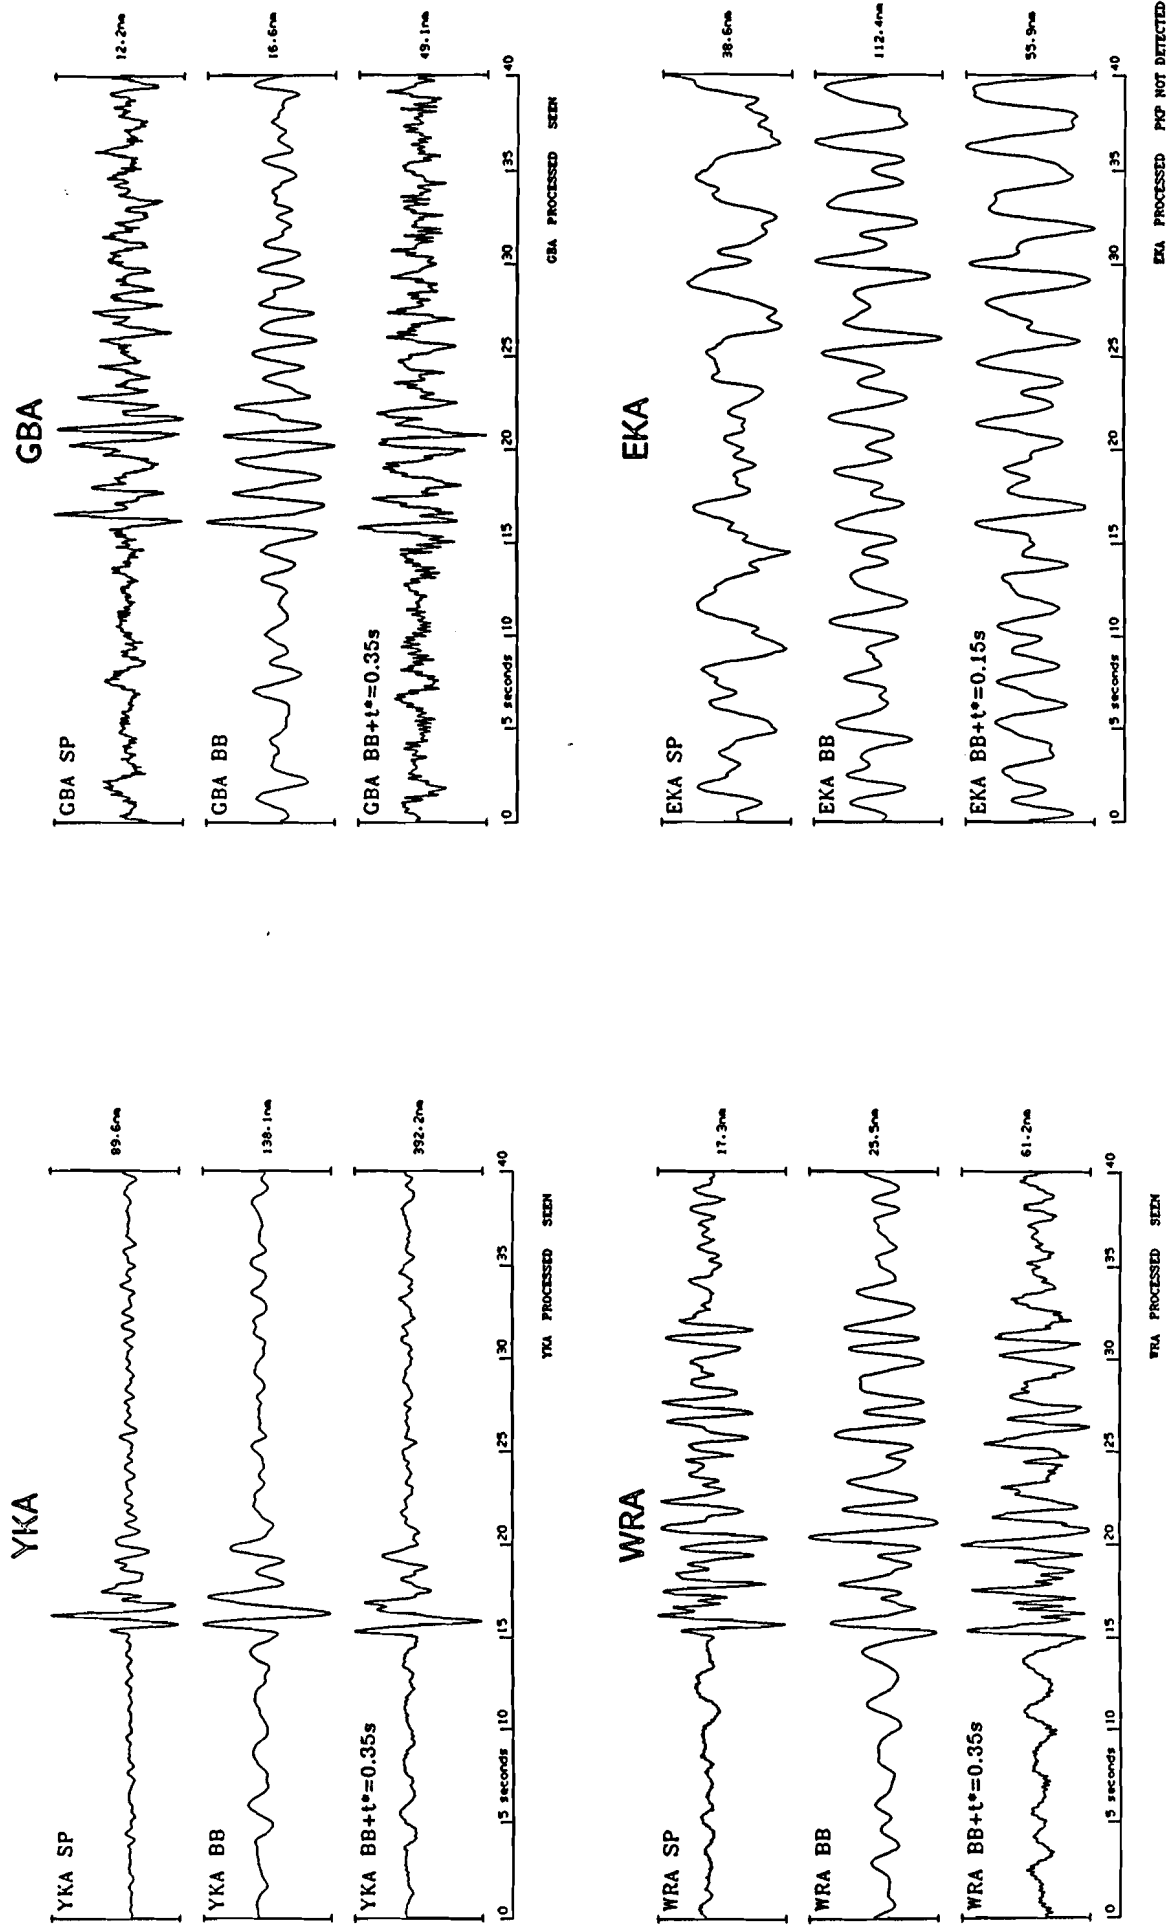 YKA
YKA SP
89.6nm
YKA BB
138.1nm
YKA BB+t*=0.35s
392.2nm
0 5 seconds 10 15 20 25 30 35 40
YKA PROCESSED SEEN
GBA
GBA SP
12.2nm
GBA BB
16.6nm
GBA BB+t*=0.35s
49.1nm
0 5 seconds 10 15 20 25 30 35 40
GBA PROCESSED SEEN
WRA
WRA SP
17.3nm
WRA BB
25.5nm
WRA BB+t*=0.35s
61.2nm
0 5 seconds 10 15 20 25 30 35 40
WRA PROCESSED SEEN
EKA
EKA SP
38.6nm
EKA BB
112.4nm
EKA BB+t*=0.15s
55.9nm
0 5 seconds 10 15 20 25 30 35 40
EKA PROCESSED PKP NOT DETECTED